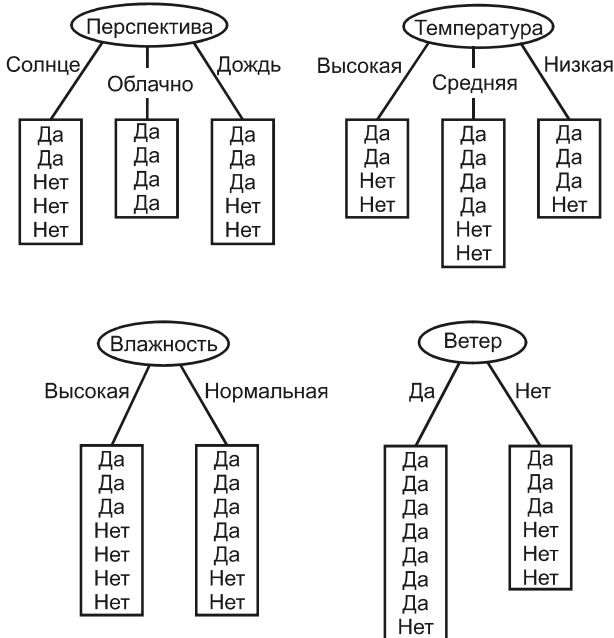 Перспектива
Солнце
Облачно
Дождь
Да
Да
Нет
Нет
Нет
Да
Да
Да
Да
Да
Да
Да
Нет
Нет
Температура
Высокая
Средняя
Низкая
Да
Да
Нет
Нет
Да
Да
Да
Да
Нет
Нет
Да
Да
Да
Нет
Влажность
Высокая
Нормальная
Да
Да
Да
Нет
Нет
Нет
Нет
Да
Да
Да
Да
Да
Нет
Нет
Ветер
Да
Нет
Да
Да
Да
Да
Да
Да
Да
Нет
Да
Да
Да
Нет
Нет
Нет